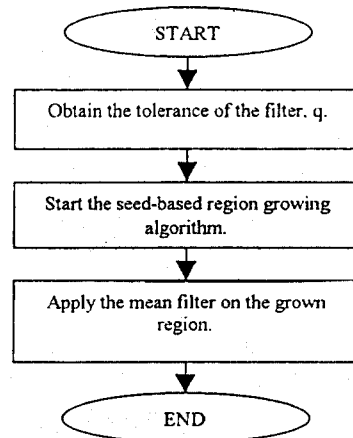 START
Obtain the tolerance of the filter, q.
Start the seed-based region growing
algorithm.
Apply the mean filter on the grown
region.
END